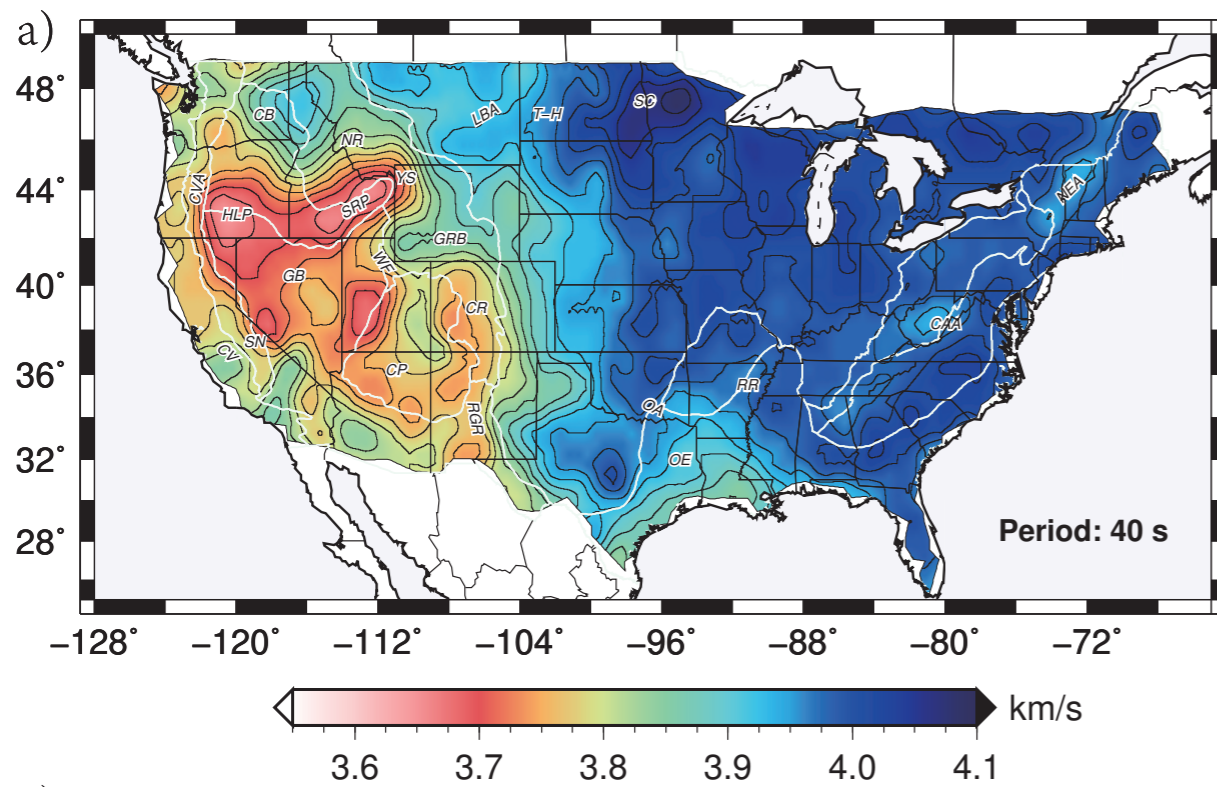 a)
48°
44°
40°
36°
32°
28°
CB
LBA
T-H
SC
NR
YS
CVA
HLP
SRP
NEA
GRB
WF
GB
CR
CAA
SN
CV
CP
RR
OA
RGR
OE
Period: 40 s
−128° −120° −112° −104° −96° −88° −80° −72°
km/s
3.6 3.7 3.8 3.9 4.0 4.1